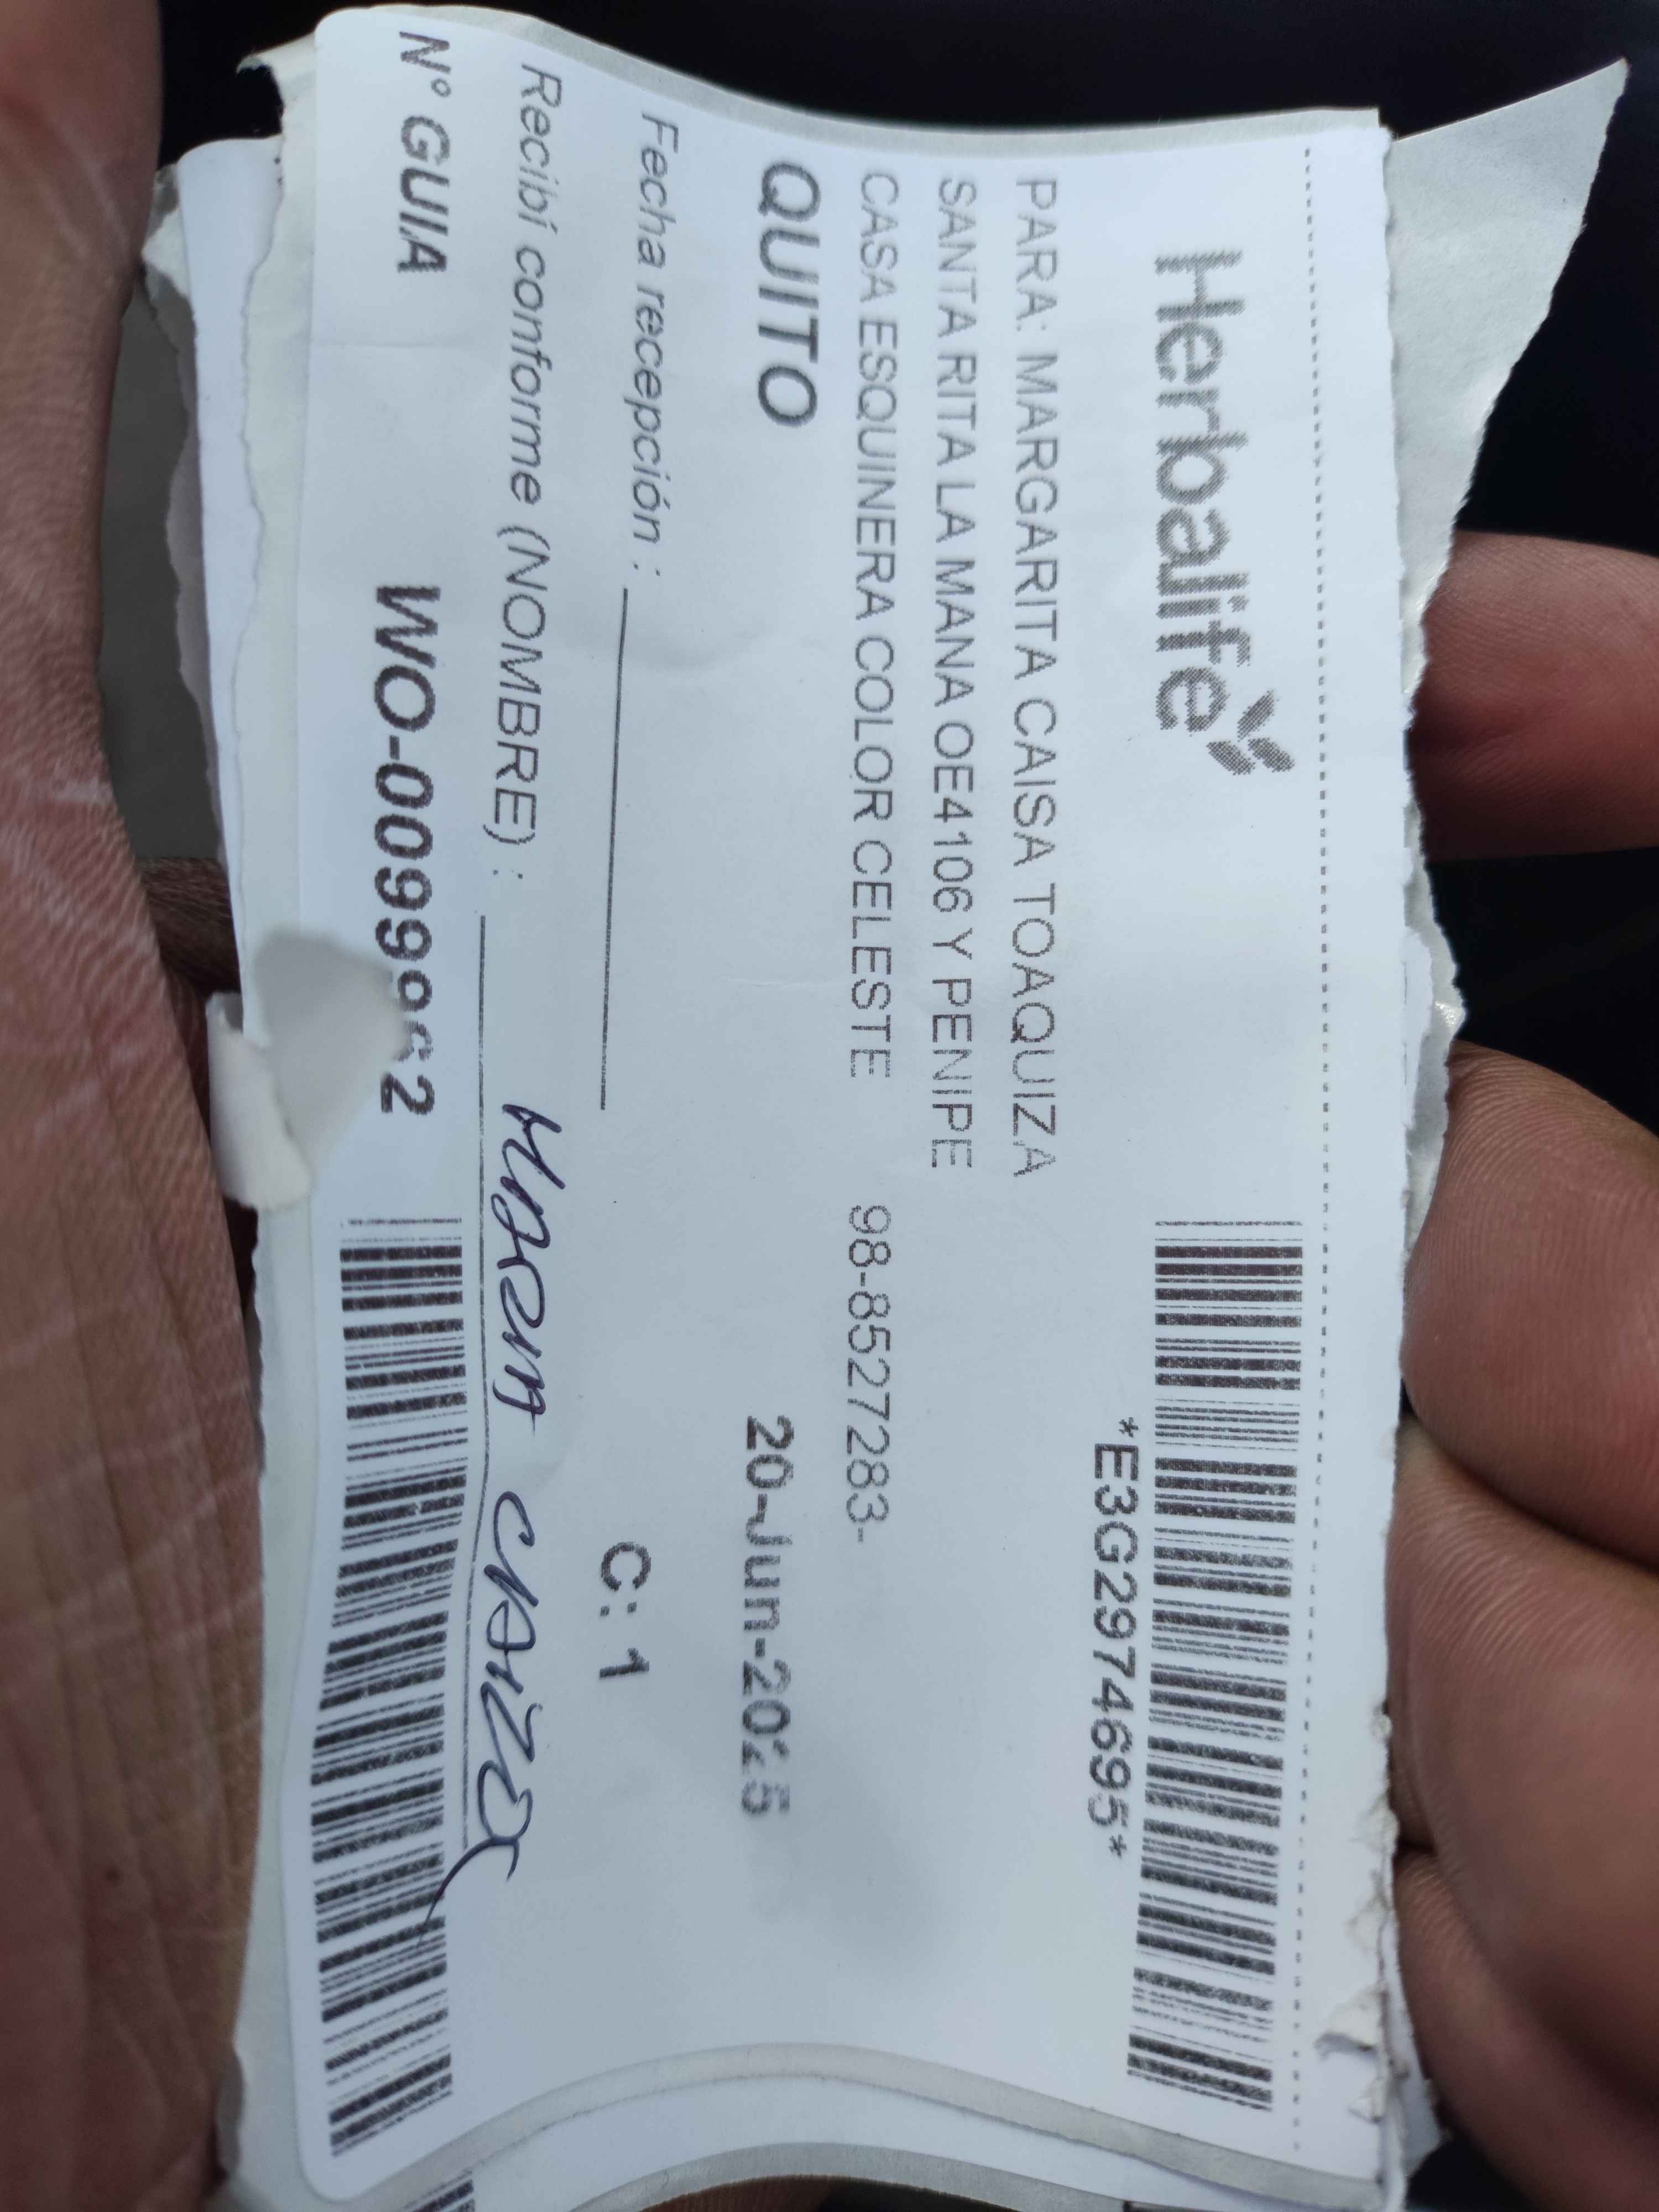 Herbalife
*E3G2974695*
PARA: MARGARITA CAISA TOAQUIZA
SANTA RITA LA MANA OE4106 Y PENIPE
CASA ESQUINERA COLOR CELESTE 98-8527283-
QUITO 20-Jun-2025
Fecha recepción :
C: 1
Recibí conforme (NOMBRE) :
N° GUIA